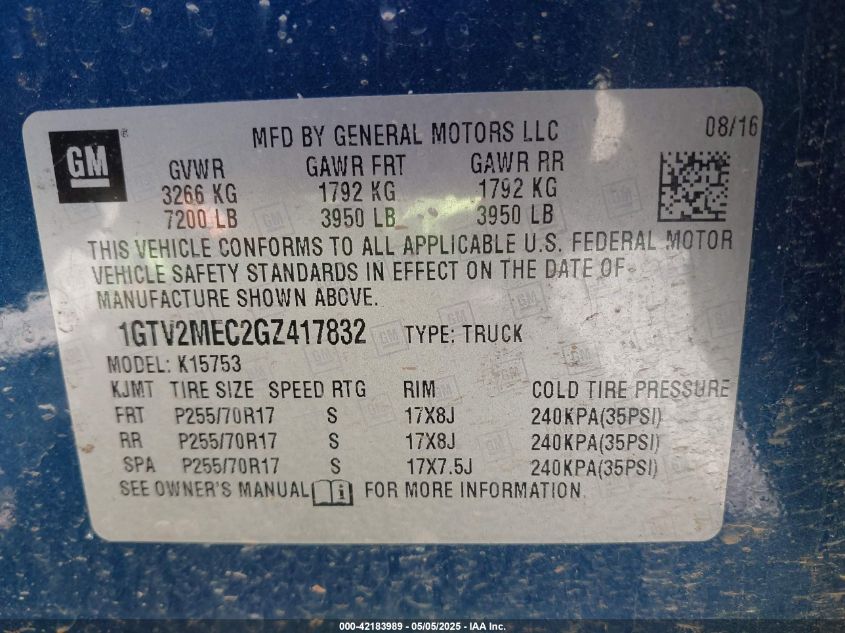 GM
MFD BY GENERAL MOTORS LLC 08/16
GVWR GAWR FRT GAWR RR
3266 KG 1792 KG 1792 KG
7200 LB 3950 LB 3950 LB
THIS VEHICLE CONFORMS TO ALL APPLICABLE U.S. FEDERAL MOTOR
VEHICLE SAFETY STANDARDS IN EFFECT ON THE DATE OF
MANUFACTURE SHOWN ABOVE.
1GTV2MEC2GZ417832 TYPE: TRUCK
MODEL: K15753
KJMT TIRE SIZE SPEED RTG RIM COLD TIRE PRESSURE
FRT P255/70R17 S 17X8J 240KPA(35PSI)
RR P255/70R17 S 17X8J 240KPA(35PSI)
SPA P255/70R17 S 17X7.5J 240KPA(35PSI)
SEE OWNER'S MANUAL i FOR MORE INFORMATION.
000-42183989 - 05/05/2025 - IAA Inc.